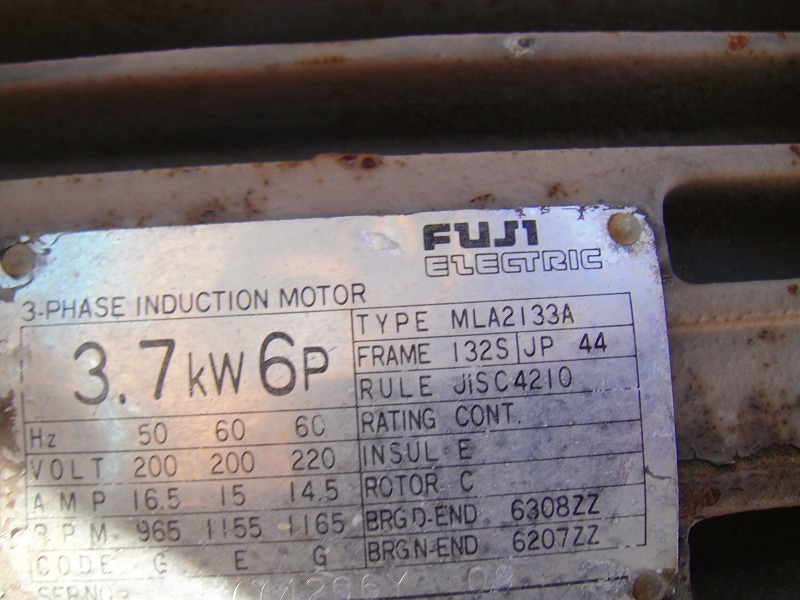 FUJI
ELECTRIC
3-PHASE INDUCTION MOTOR
3.7kW 6P
TYPE MLA2133A
FRAME 132S JP 44
RULE JiSC4210
RATING CONT.
INSUL E
ROTOR C
BRG D-END 6308ZZ
BRG N-END 6207ZZ
Hz 50 60 60
VOLT 200 200 220
AMP 16.5 15 14.5
RPM 965 1155 1165
CODE G E G
SER NO